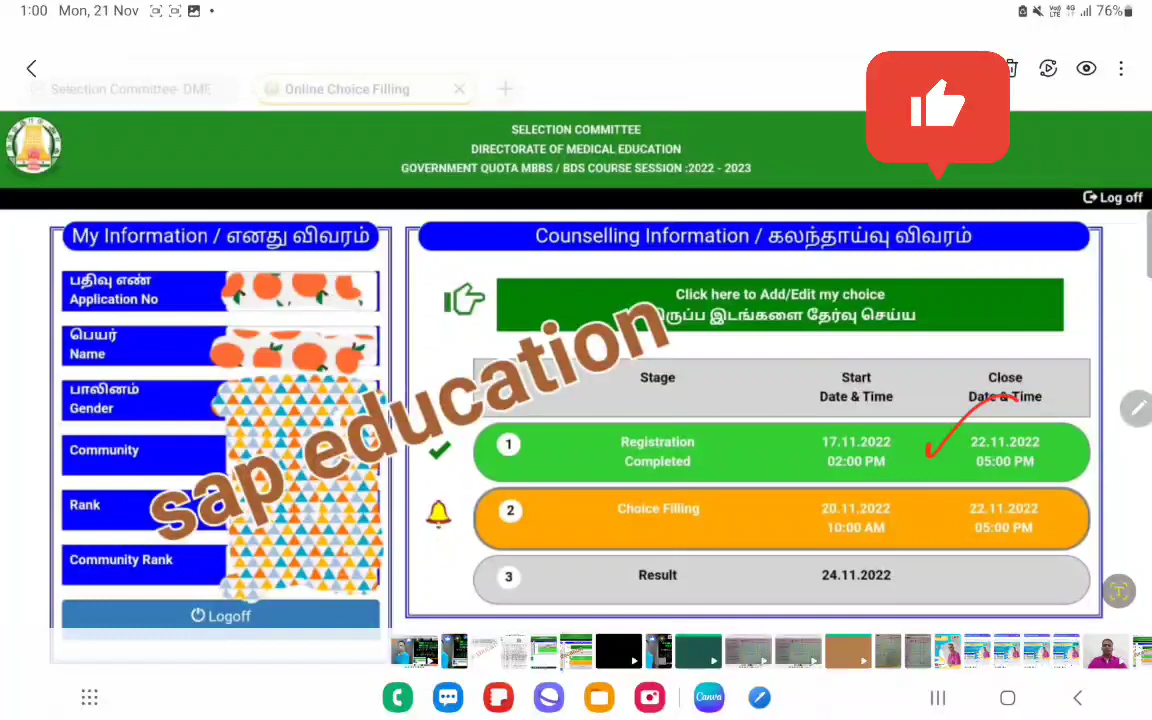 1:00 Mon, 21 Nov
76%
Selection Committee- DME
Online Choice Filling
SELECTION COMMITTEE
DIRECTORATE OF MEDICAL EDUCATION
GOVERNMENT QUOTA MBBS / BDS COURSE SESSION :2022 - 2023
Log off
My Information / எனது விவரம்
பதிவு எண்
Application No
பெயர்
Name
பாலினம்
Gender
Community
Rank
Community Rank
Logoff
Counselling Information / கலந்தாய்வு விவரம்
Click here to Add/Edit my choice
இடங்களை தேர்வு செய்ய
Stage
Start
Date & Time
Close
Date & Time
1
Registration
Completed
17.11.2022
02:00 PM
22.11.2022
05:00 PM
2
Choice Filling
20.11.2022
10:00 AM
22.11.2022
05:00 PM
3
Result
24.11.2022
sap education
Canva